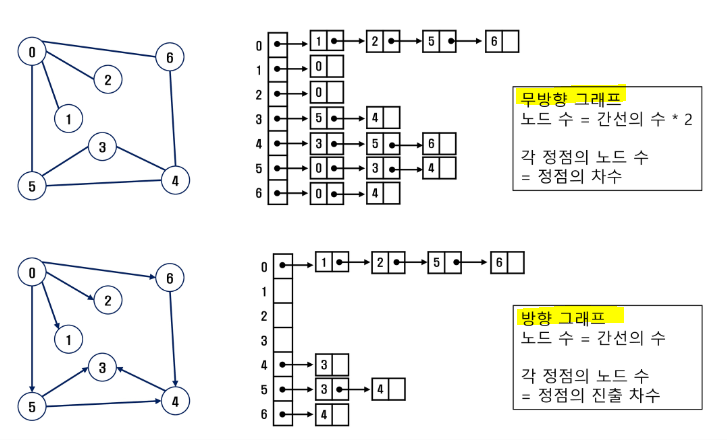 0
6
2
1
3
5
4
0 1 2 5 6
1 0
2 0
3 5 4
4 3 5 6
5 0 3 4
6 0 4
무방향 그래프
노드 수 = 간선의 수 * 2
각 정점의 노드 수
= 정점의 차수
0
6
2
1
3
5
4
0 1 2 5 6
1
2
3
4 3
5 3 4
6 4
방향 그래프
노드 수 = 간선의 수
각 정점의 노드 수
= 정점의 진출 차수